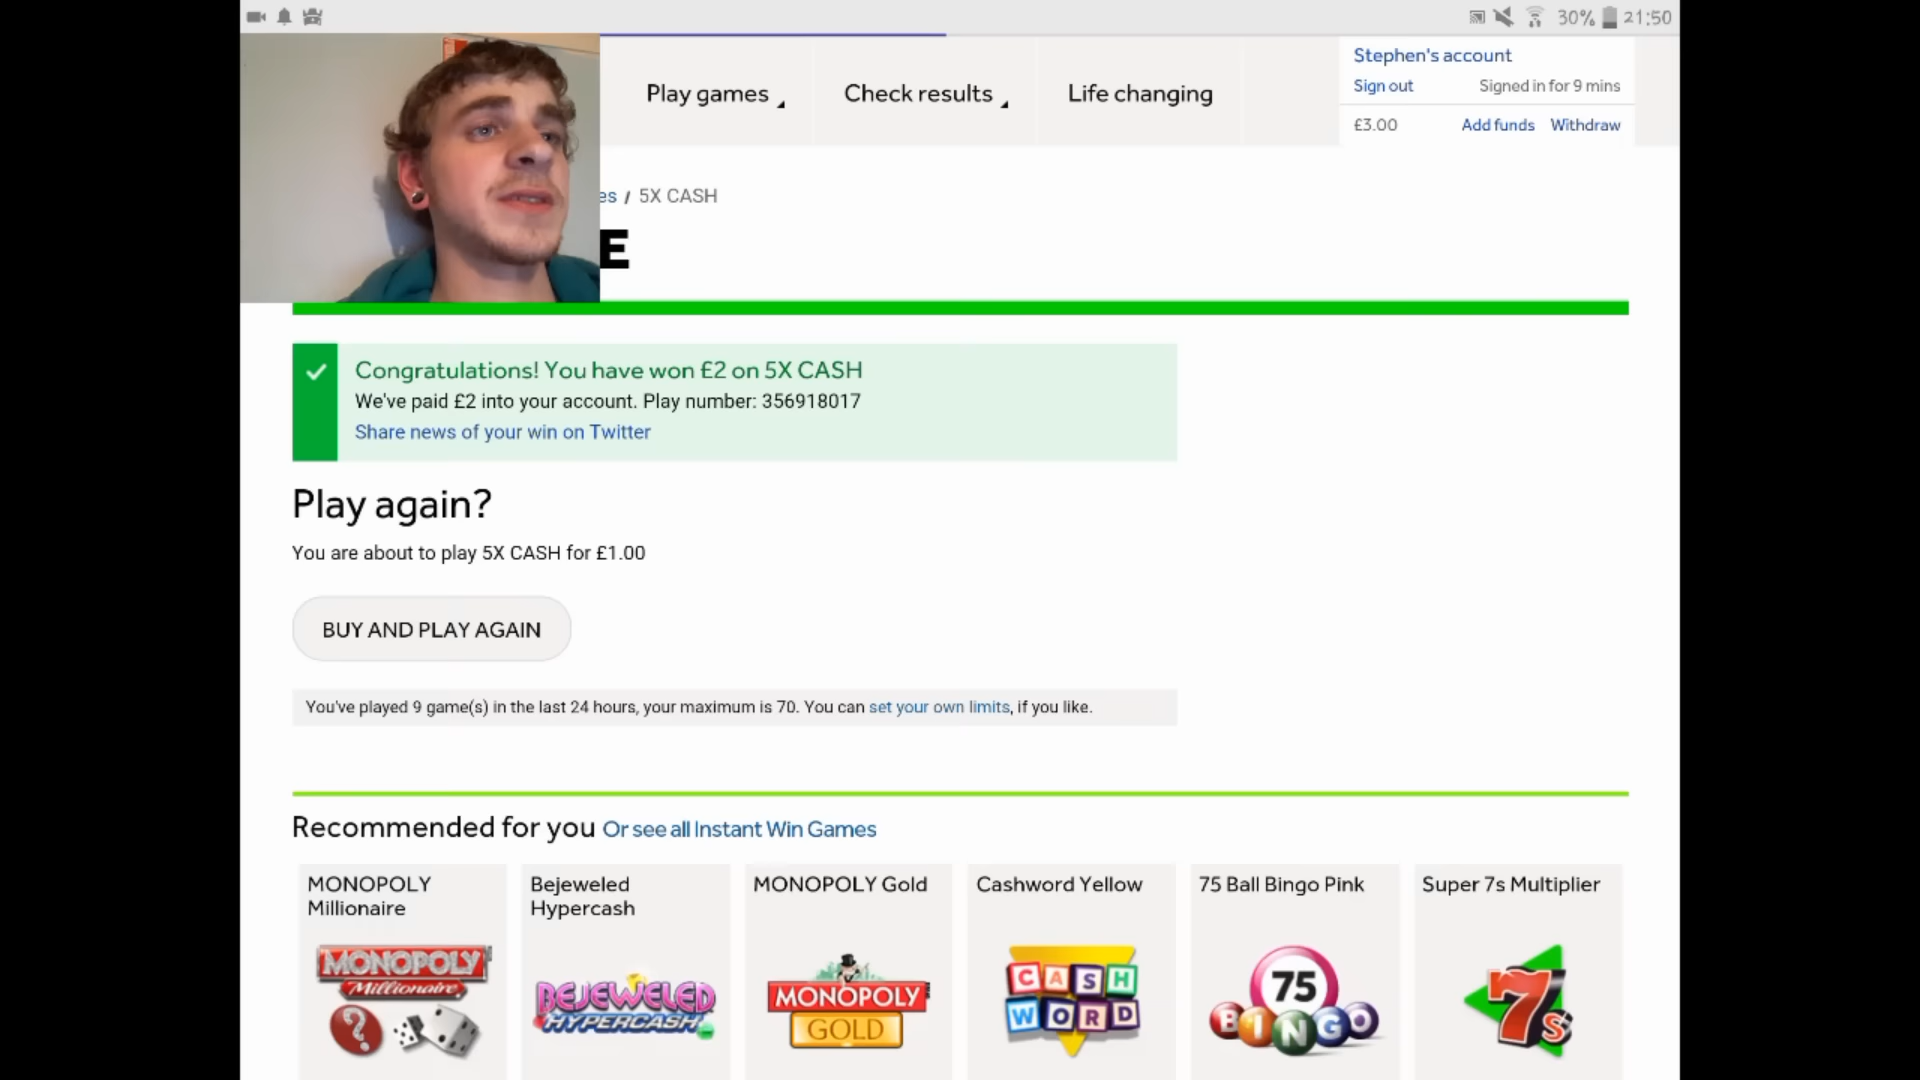 30% 21:50
Play games
Check results
Life changing
Stephen's account
Sign out Signed in for 9 mins
£3.00 Add funds Withdraw
es / 5X CASH
E
Congratulations! You have won £2 on 5X CASH
We've paid £2 into your account. Play number: 356918017
Share news of your win on Twitter
Play again?
You are about to play 5X CASH for £1.00
BUY AND PLAY AGAIN
You've played 9 game(s) in the last 24 hours, your maximum is 70. You can set your own limits, if you like.
Recommended for you Or see all Instant Win Games
MONOPOLY
Millionaire
MONOPOLY
Millionaire
?
Bejeweled
Hypercash
BEJEWELED
HYPERCASH
MONOPOLY Gold
MONOPOLY
GOLD
Cashword Yellow
CASH
WORD
75 Ball Bingo Pink
75
BINGO
Super 7s Multiplier
7s